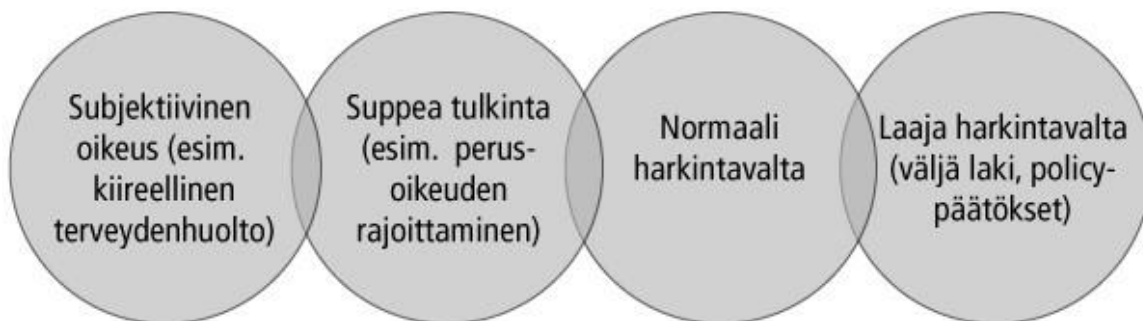 Subjektiivinen
oikeus (esim.
kiireellinen
terveydenhuolto)
Suppea tulkinta
(esim. perus-
oikeuden
rajoittaminen)
Normaali
harkintavalta
Laaja harkintavalta
(väljä laki, policy-
päätökset)